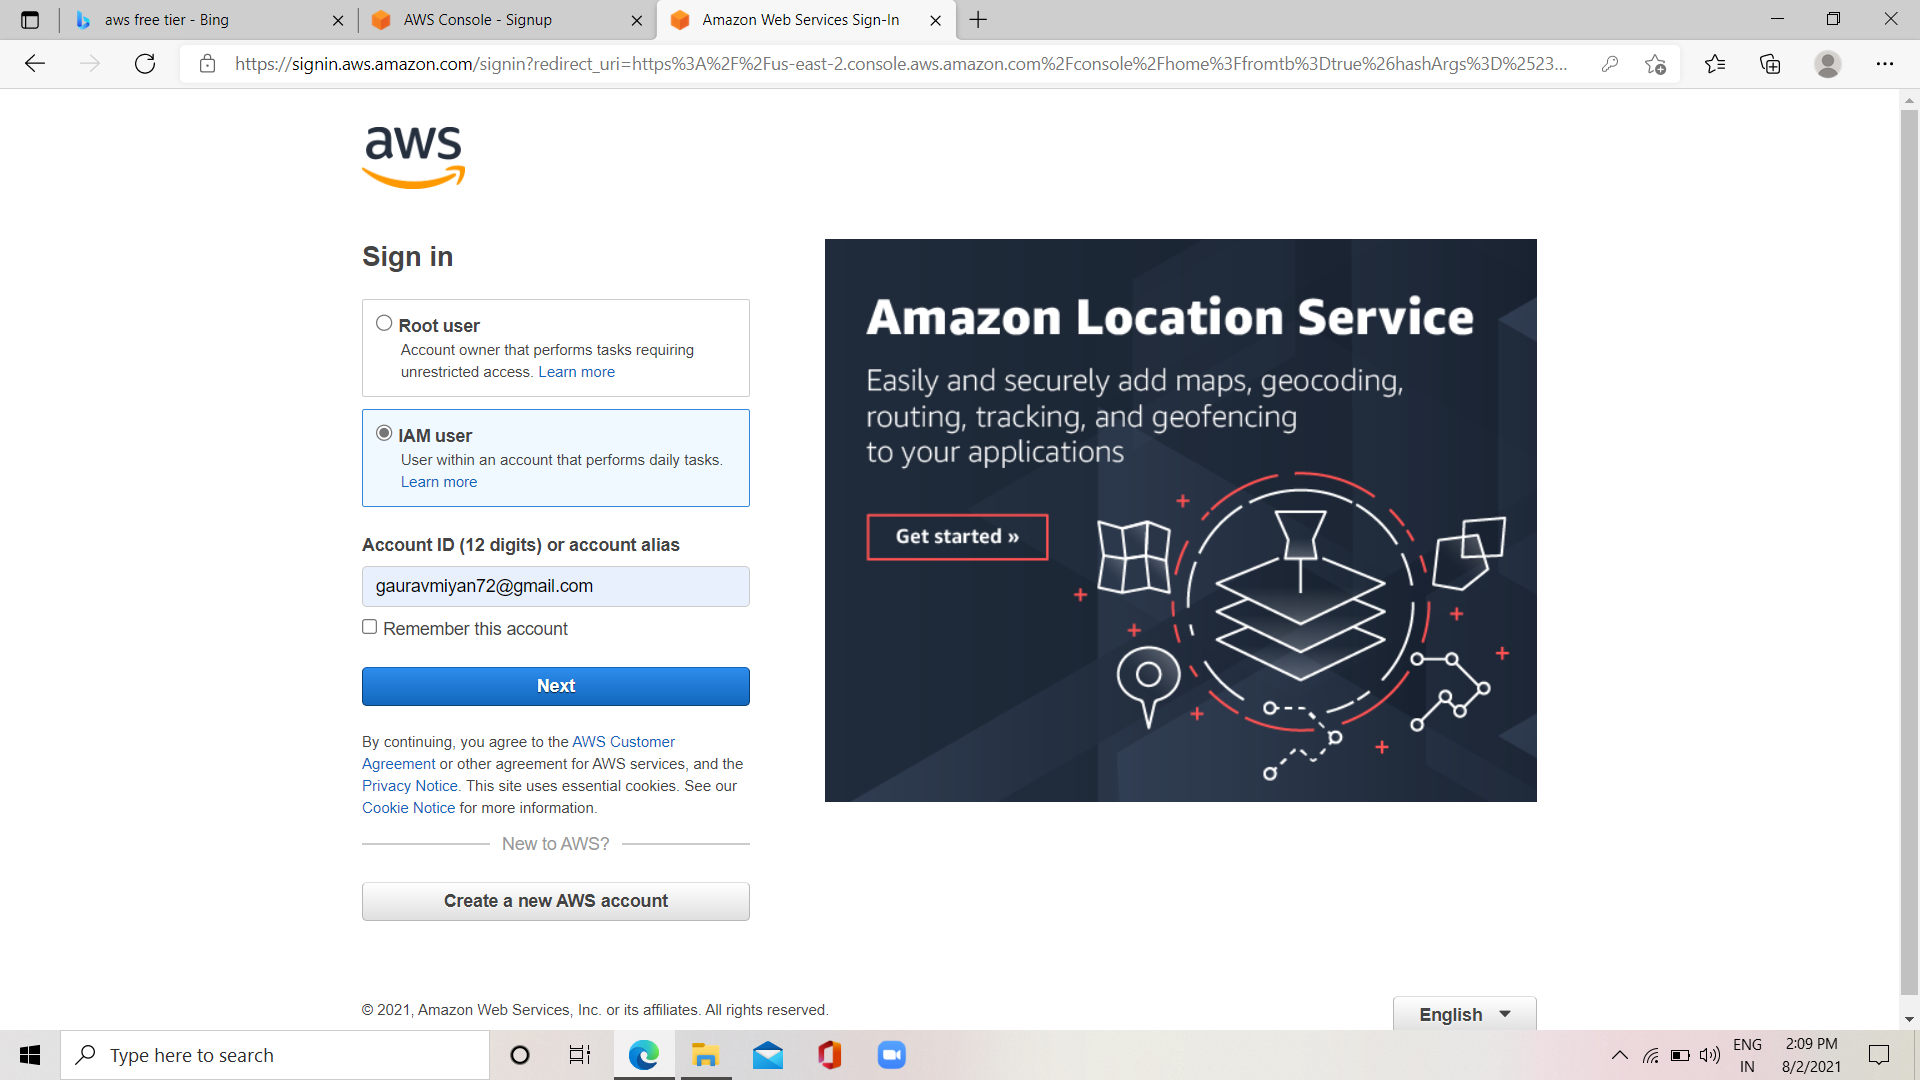 aws free tier - Bing
AWS Console - Signup
Amazon Web Services Sign-In
https://signin.aws.amazon.com/signin?redirect_uri=https%3A%2F%2Fus-east-2.console.aws.amazon.com%2Fconsole%2Fhome%3Ffromtb%3Dtrue%26hashArgs%3D%2523...
aws
Sign in
Root user
Account owner that performs tasks requiring
unrestricted access. Learn more
IAM user
User within an account that performs daily tasks.
Learn more
Account ID (12 digits) or account alias
gauravmiyan72@gmail.com
Remember this account
Next
By continuing, you agree to the AWS Customer
Agreement or other agreement for AWS services, and the
Privacy Notice. This site uses essential cookies. See our
Cookie Notice for more information.
New to AWS?
Create a new AWS account
Amazon Location Service
Easily and securely add maps, geocoding,
routing, tracking, and geofencing
to your applications
Get started »
© 2021, Amazon Web Services, Inc. or its affiliates. All rights reserved.
English
Type here to search
ENG
IN
2:09 PM
8/2/2021